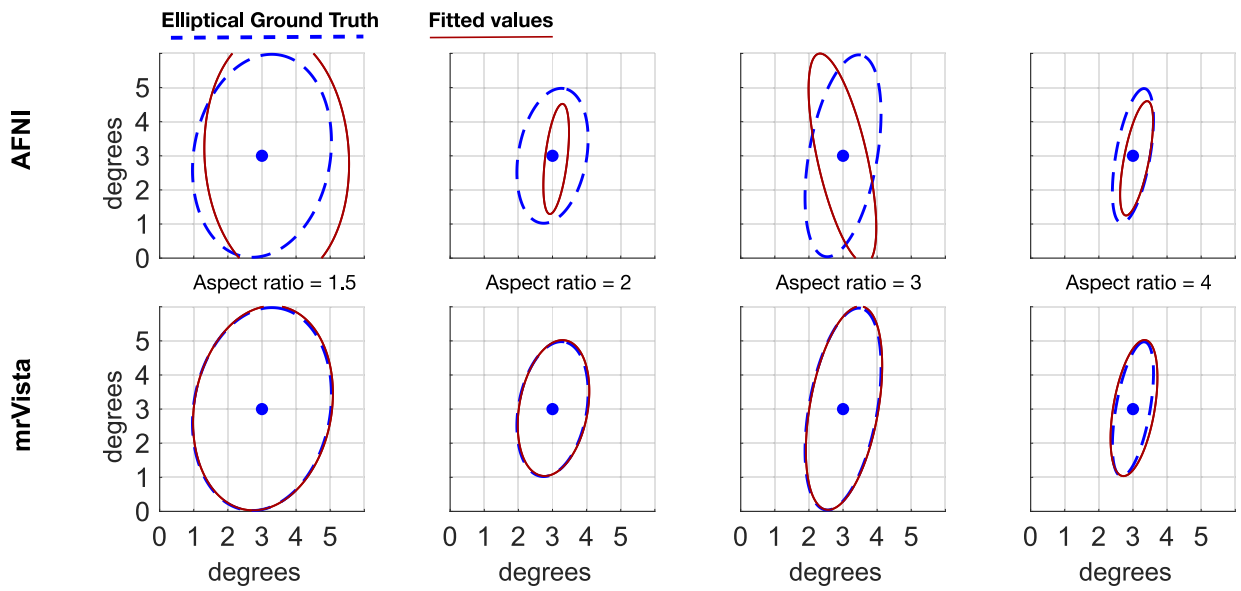 Elliptical Ground Truth Fitted values
AFNI
degrees
5
4
3
2
1
0
Aspect ratio = 1.5 Aspect ratio = 2 Aspect ratio = 3 Aspect ratio = 4
mrVista
degrees
5
4
3
2
1
0
0 1 2 3 4 5 0 1 2 3 4 5 0 1 2 3 4 5 0 1 2 3 4 5
degrees degrees degrees degrees